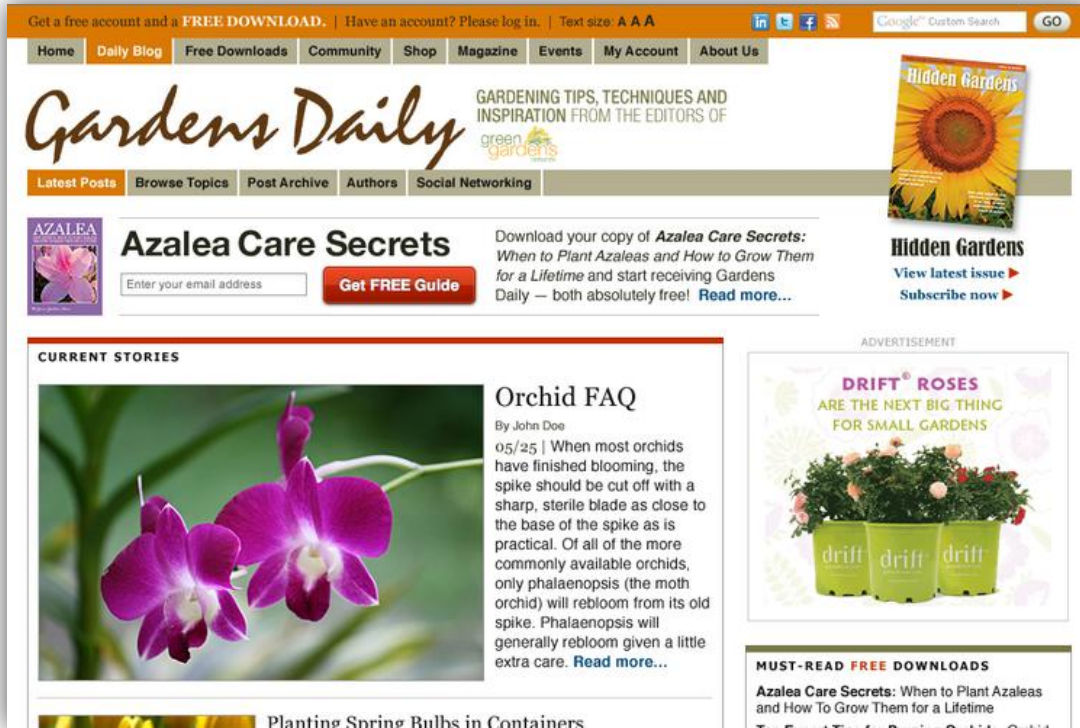 Get a free account and a FREE DOWNLOAD. | Have an account? Please log in. | Text size: A A A
Google™ Custom Search
GO
Home
Daily Blog
Free Downloads
Community
Shop
Magazine
Events
My Account
About Us
Gardens Daily
GARDENING TIPS, TECHNIQUES AND
INSPIRATION FROM THE EDITORS OF
green
gardens
Hidden Gardens
Latest Posts
Browse Topics
Post Archive
Authors
Social Networking
AZALEA
Azalea Care Secrets
Enter your email address
Get FREE Guide
Download your copy of Azalea Care Secrets:
When to Plant Azaleas and How to Grow Them
for a Lifetime and start receiving Gardens
Daily — both absolutely free! Read more...
Hidden Gardens
View latest issue
Subscribe now
CURRENT STORIES
Orchid FAQ
By John Doe
05/25 | When most orchids
have finished blooming, the
spike should be cut off with a
sharp, sterile blade as close to
the base of the spike as is
practical. Of all of the more
commonly available orchids,
only phalaenopsis (the moth
orchid) will rebloom from its old
spike. Phalaenopsis will
generally rebloom given a little
extra care. Read more...
Planting Spring Bulbs in Containers
ADVERTISEMENT
DRIFT® ROSES
ARE THE NEXT BIG THING
FOR SMALL GARDENS
drift
drift
drift
MUST-READ FREE DOWNLOADS
Azalea Care Secrets: When to Plant Azaleas
and How To Grow Them for a Lifetime